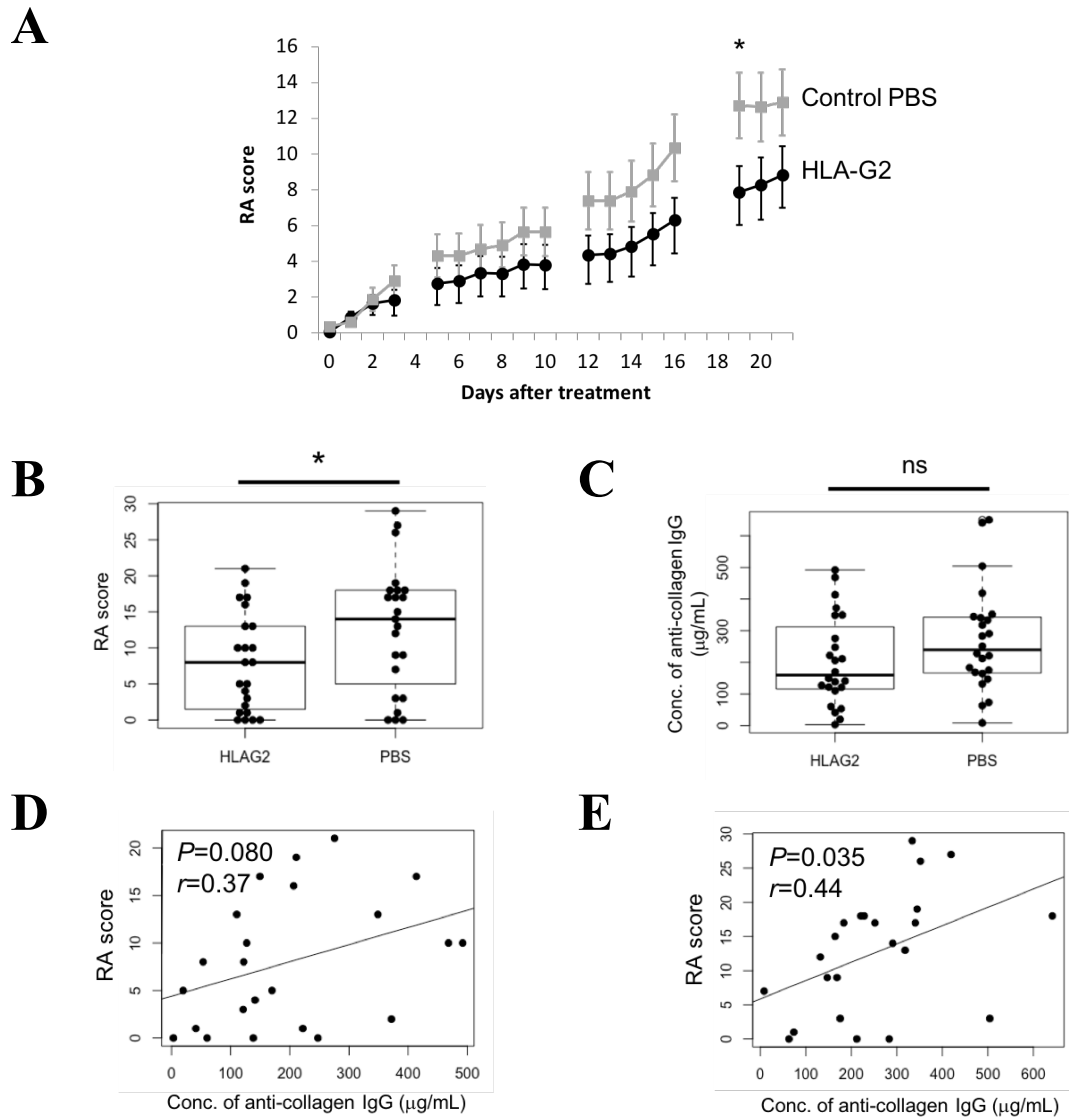 A
16
14
12
10
8
6
4
2
0
RA score
*
Control PBS
HLA-G2
0 2 4 6 8 10 12 14 16 18 20
Days after treatment
B
*
30
25
20
15
10
5
0
RA score
HLAG2 PBS
C
ns
500
300
100
0
Conc. of anti-collagen IgG
(μg/mL)
HLAG2 PBS
D
P=0.080
r=0.37
20
15
10
5
0
RA score
0 100 200 300 400 500
Conc. of anti-collagen IgG (μg/mL)
E
P=0.035
r=0.44
30
25
20
15
10
5
0
RA score
0 100 200 300 400 500 600
Conc. of anti-collagen IgG (μg/mL)